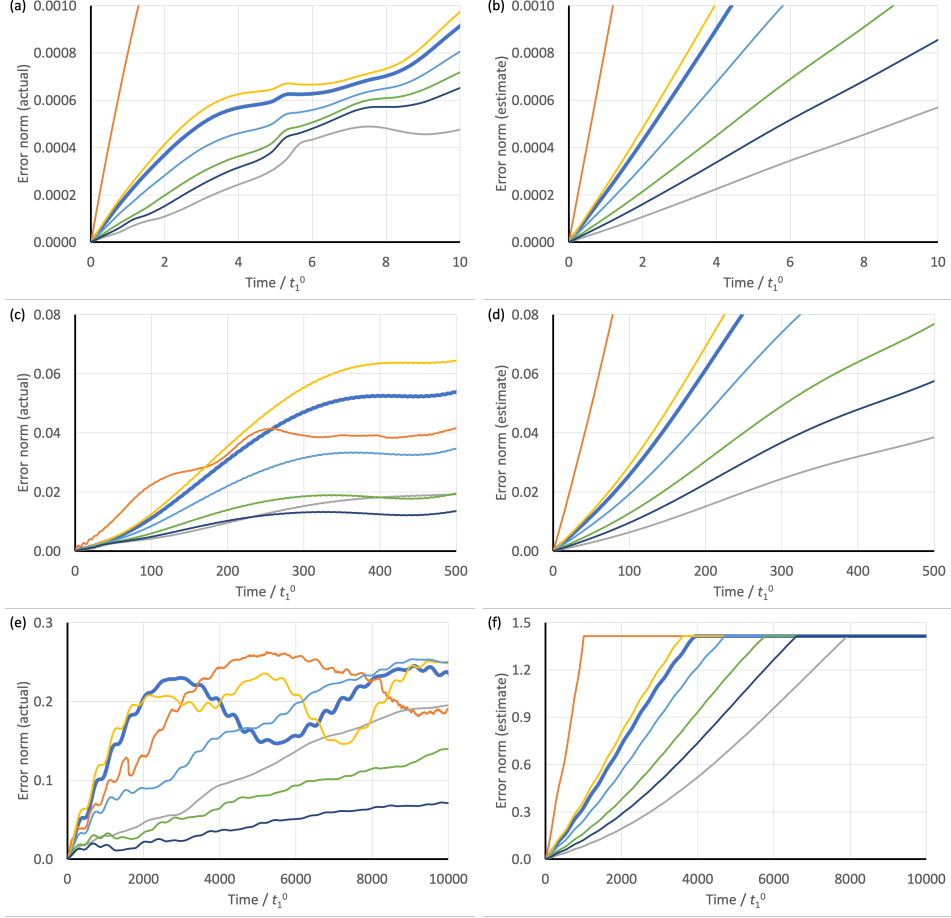 (a)
Error norm (actual)
0.0010
0.0008
0.0006
0.0004
0.0002
0.0000
0 2 4 6 8 10
Time / t₁⁰
(b)
Error norm (estimate)
0.0010
0.0008
0.0006
0.0004
0.0002
0.0000
0 2 4 6 8 10
Time / t₁⁰
(c)
Error norm (actual)
0.08
0.06
0.04
0.02
0.00
0 100 200 300 400 500
Time / t₁⁰
(d)
Error norm (estimate)
0.08
0.06
0.04
0.02
0.00
0 100 200 300 400 500
Time / t₁⁰
(e)
Error norm (actual)
0.3
0.2
0.1
0.0
0 2000 4000 6000 8000 10000
Time / t₁⁰
(f)
Error norm (estimate)
1.5
1.2
0.9
0.6
0.3
0.0
0 2000 4000 6000 8000 10000
Time / t₁⁰